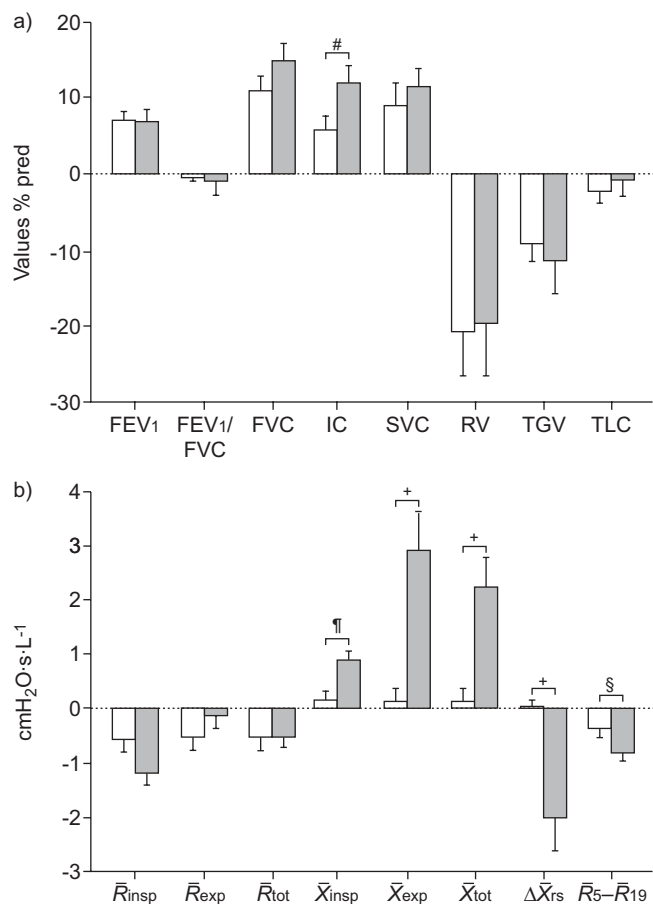 a)
20
10
0
-10
-20
-30
Values % pred
#
FEV1 FEV1/ FVC IC SVC RV TGV TLC
FVC
b)
4
3
2
1
0
-1
-2
-3
cmH₂O·s·L⁻¹
¶ + + + §
R̄insp R̄exp R̄tot X̄insp X̄exp X̄tot ΔX̄rs R̄5–R̄19